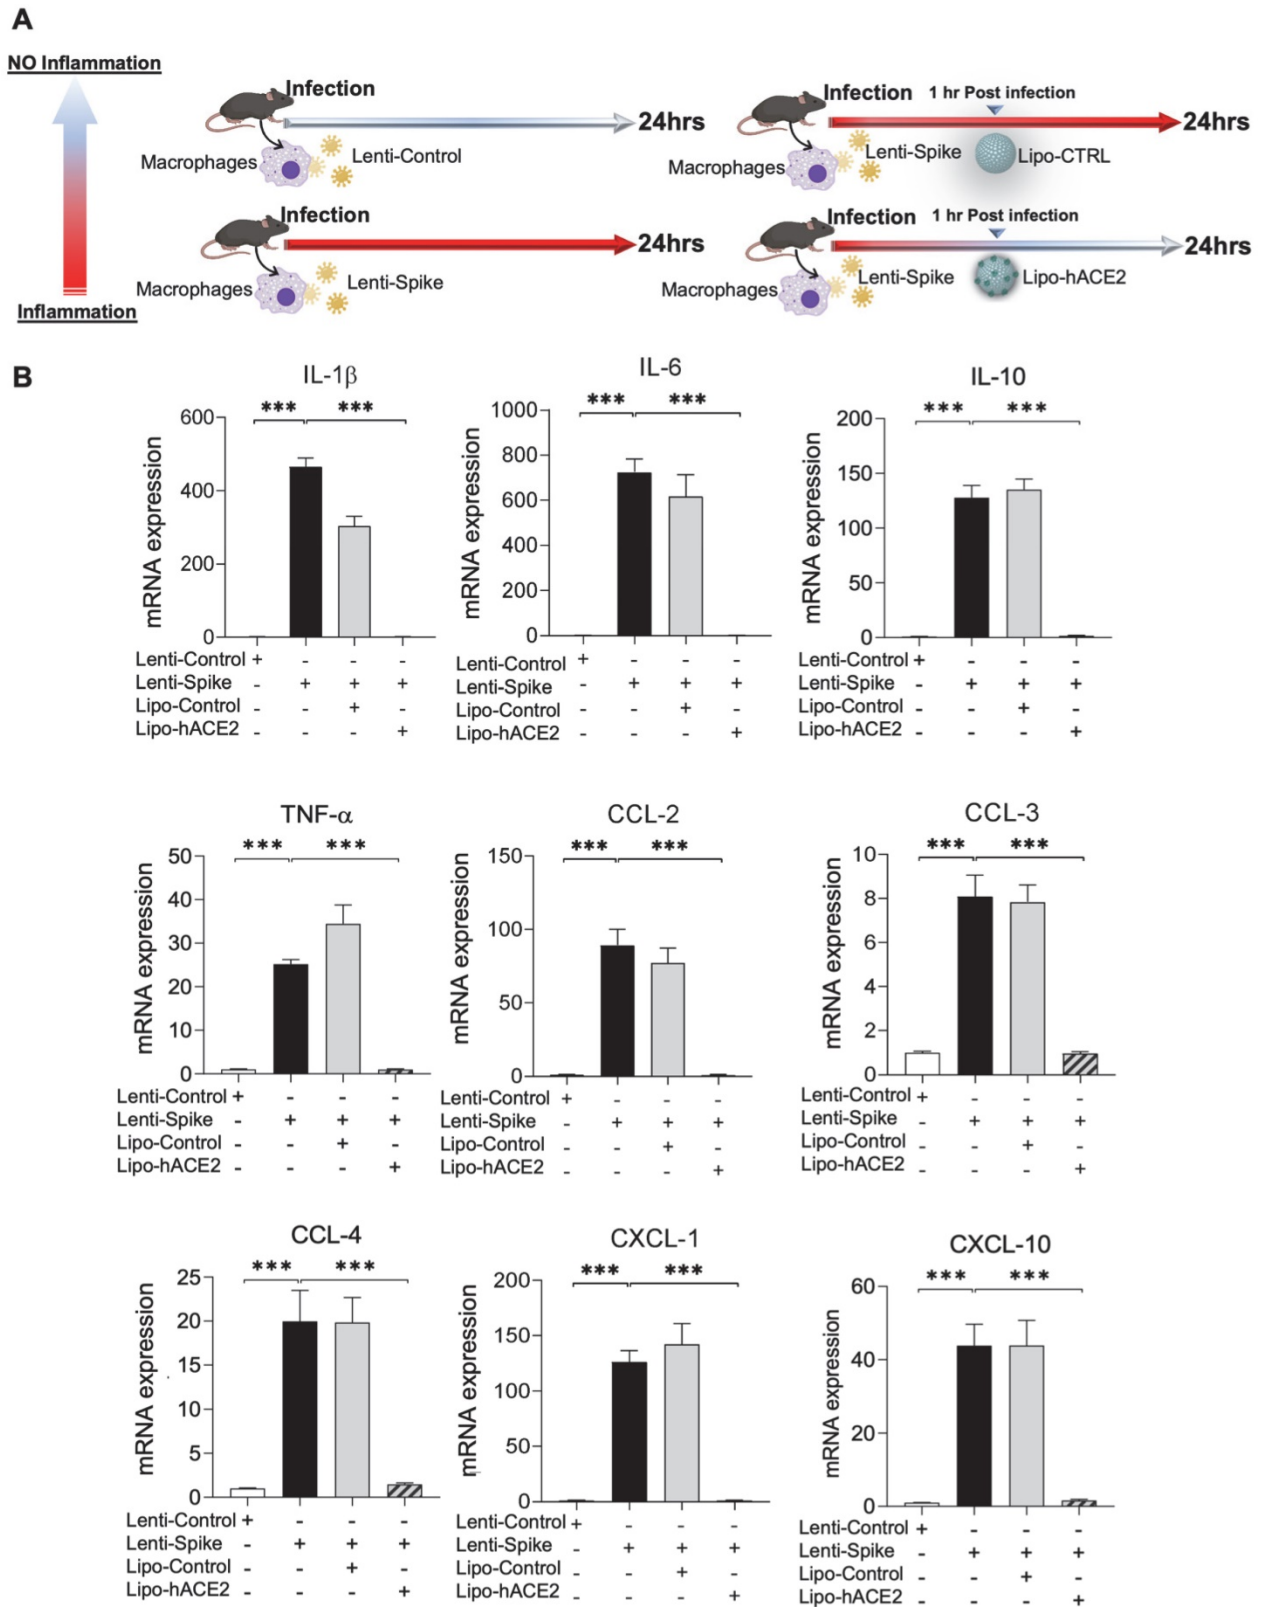 A
NO Inflammation
Inflammation
Infection
24hrs
Macrophages
Lenti-Control
Infection
24hrs
Macrophages
Lenti-Spike
Infection
1 hr Post infection
24hrs
Macrophages
Lenti-Spike
Lipo-CTRL
Infection
1 hr Post infection
24hrs
Macrophages
Lenti-Spike
Lipo-hACE2
B
IL-1β
*** ***
mRNA expression
600
400
200
0
Lenti-Control + - - -
Lenti-Spike - + + +
Lipo-Control - - + -
Lipo-hACE2 - - - +
IL-6
*** ***
mRNA expression
1000
800
600
400
200
0
Lenti-Control + - - -
Lenti-Spike - + + +
Lipo-Control - - + -
Lipo-hACE2 - - - +
IL-10
*** ***
mRNA expression
200
150
100
50
0
Lenti-Control + - - -
Lenti-Spike - + + +
Lipo-Control - - + -
Lipo-hACE2 - - - +
TNF-α
*** ***
mRNA expression
50
40
30
20
10
0
Lenti-Control + - - -
Lenti-Spike - + + +
Lipo-Control - - + -
Lipo-hACE2 - - - +
CCL-2
*** ***
mRNA expression
150
100
50
0
Lenti-Control + - - -
Lenti-Spike - + + +
Lipo-Control - - + -
Lipo-hACE2 - - - +
CCL-3
*** ***
mRNA expression
10
8
6
4
2
0
Lenti-Control + - - -
Lenti-Spike - + + +
Lipo-Control - - + -
Lipo-hACE2 - - - +
CCL-4
*** ***
mRNA expression
25
20
15
10
5
0
Lenti-Control + - - -
Lenti-Spike - + + +
Lipo-Control - - + -
Lipo-hACE2 - - - +
CXCL-1
*** ***
mRNA expression
200
150
100
50
0
Lenti-Control + - - -
Lenti-Spike - + + +
Lipo-Control - - + -
Lipo-hACE2 - - - +
CXCL-10
*** ***
mRNA expression
60
40
20
0
Lenti-Control + - - -
Lenti-Spike - + + +
Lipo-Control - - + -
Lipo-hACE2 - - - +